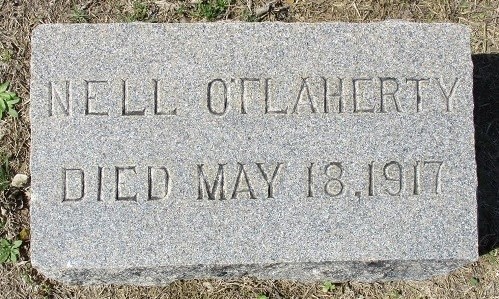 NELL O'FLAHERTY
DIED MAY 18, 1917